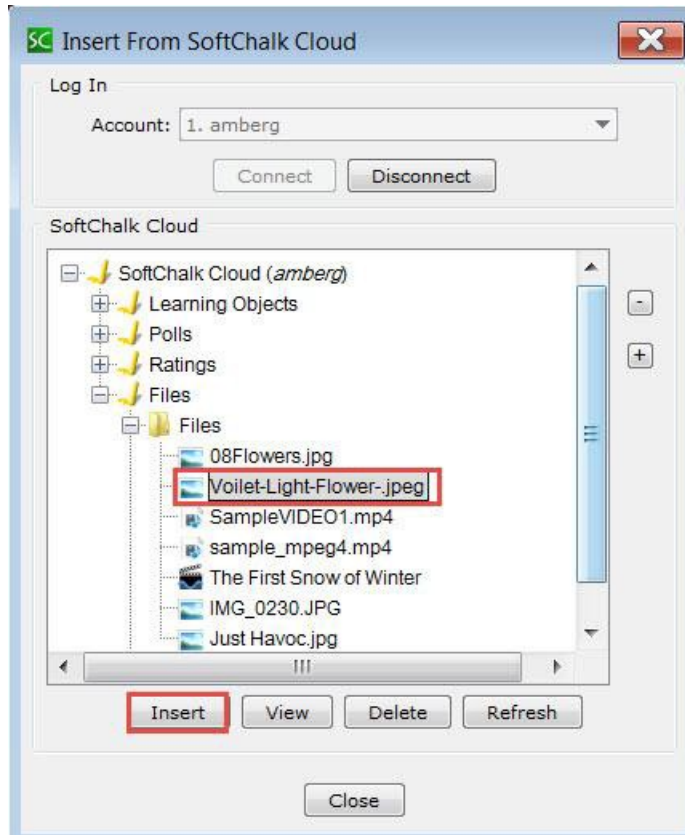 SC Insert From SoftChalk Cloud
Log In
Account: 1. amberg
Connect Disconnect
SoftChalk Cloud
SoftChalk Cloud (amberg)
-
Learning Objects
Polls
+
Ratings
Files
Files
08Flowers.jpg
Voilet-Light-Flower-.jpeg
SampleVIDEO1.mp4
sample_mpeg4.mp4
The First Snow of Winter
IMG_0230.JPG
Just Havoc.jpg
Insert View Delete Refresh
Close